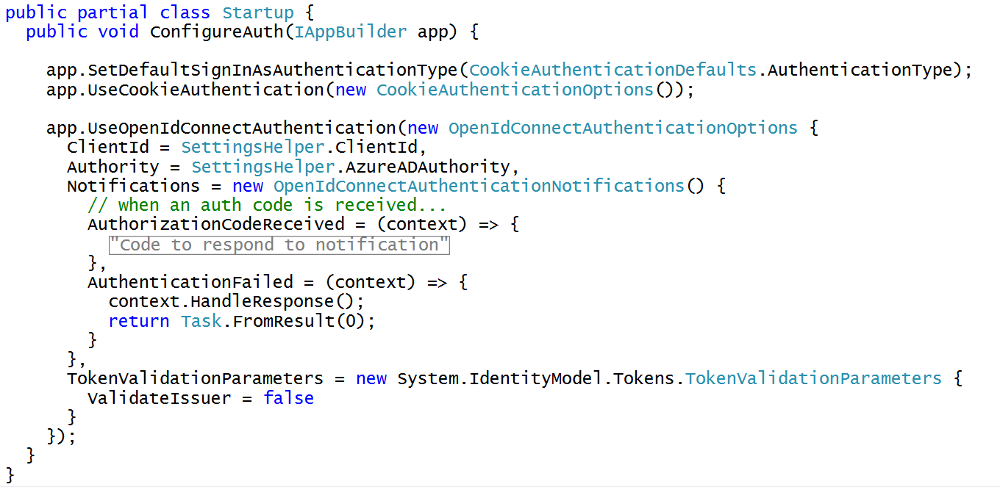 public partial class Startup {
public void ConfigureAuth(IAppBuilder app) {
app.SetDefaultSignInAsAuthenticationType(CookieAuthenticationDefaults.AuthenticationType);
app.UseCookieAuthentication(new CookieAuthenticationOptions());
app.UseOpenIdConnectAuthentication(new OpenIdConnectAuthenticationOptions {
ClientId = SettingsHelper.ClientId,
Authority = SettingsHelper.AzureADAuthority,
Notifications = new OpenIdConnectAuthenticationNotifications() {
// when an auth code is received...
AuthorizationCodeReceived = (context) => {
"Code to respond to notification"
},
AuthenticationFailed = (context) => {
context.HandleResponse();
return Task.FromResult(0);
}
},
TokenValidationParameters = new System.IdentityModel.Tokens.TokenValidationParameters {
ValidateIssuer = false
}
});
}
}